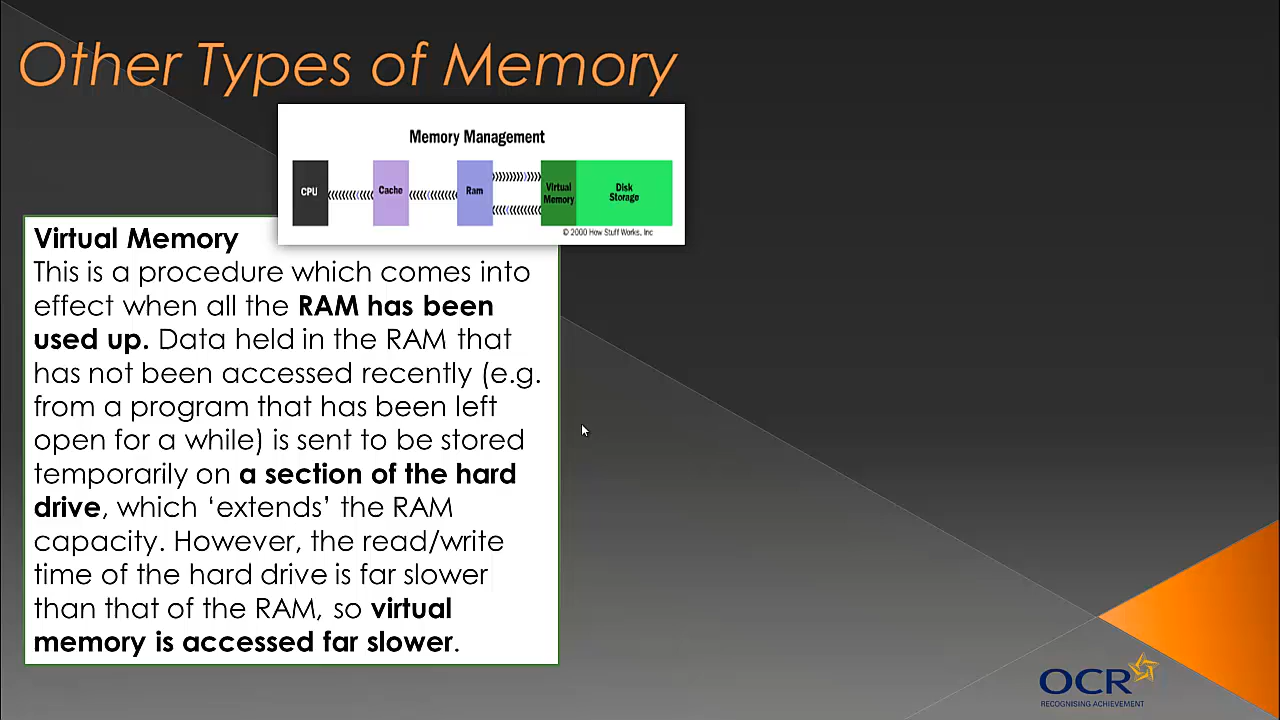 Other Types of Memory
Memory Management
CPU
Cache
Ram
Virtual
Memory
Disk
Storage
© 2000 How Stuff Works, Inc
Virtual Memory
This is a procedure which comes into
effect when all the RAM has been
used up. Data held in the RAM that
has not been accessed recently (e.g.
from a program that has been left
open for a while) is sent to be stored
temporarily on a section of the hard
drive, which ‘extends’ the RAM
capacity. However, the read/write
time of the hard drive is far slower
than that of the RAM, so virtual
memory is accessed far slower.
OCR
RECOGNISING ACHIEVEMENT